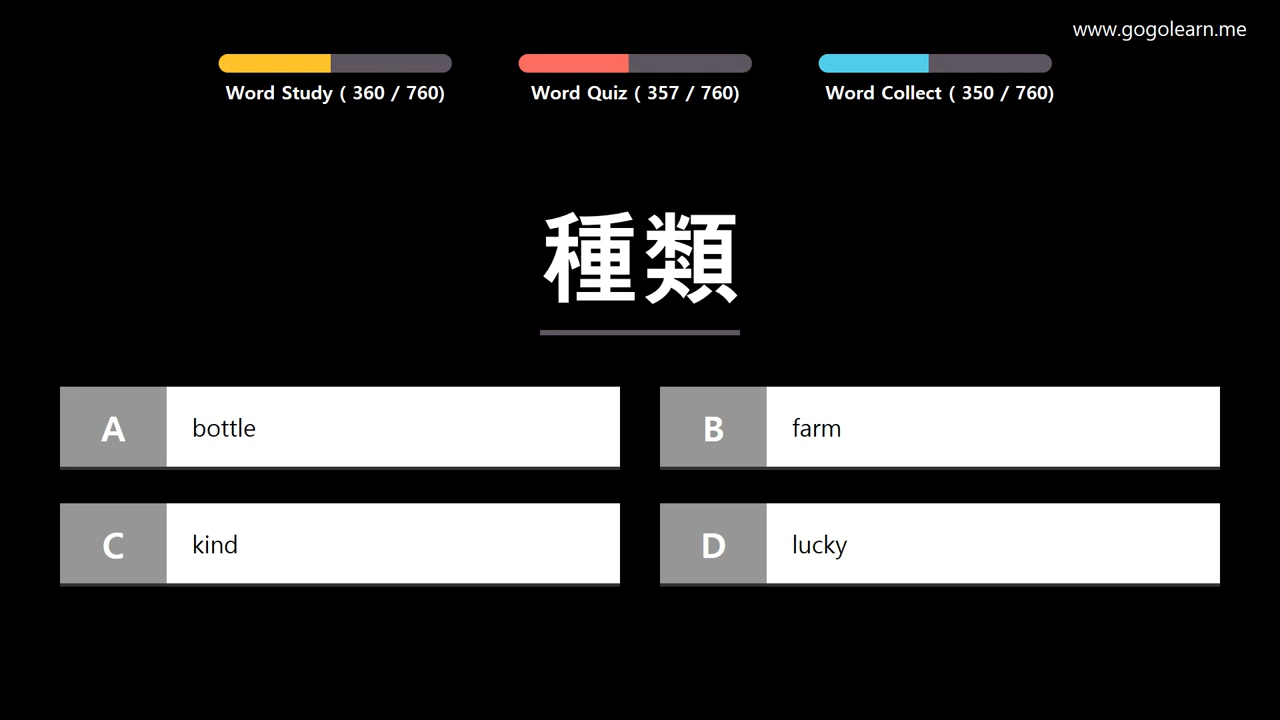 www.gogolearn.me
Word Study ( 360 / 760)
Word Quiz ( 357 / 760)
Word Collect ( 350 / 760)
種類
A bottle
B farm
C kind
D lucky